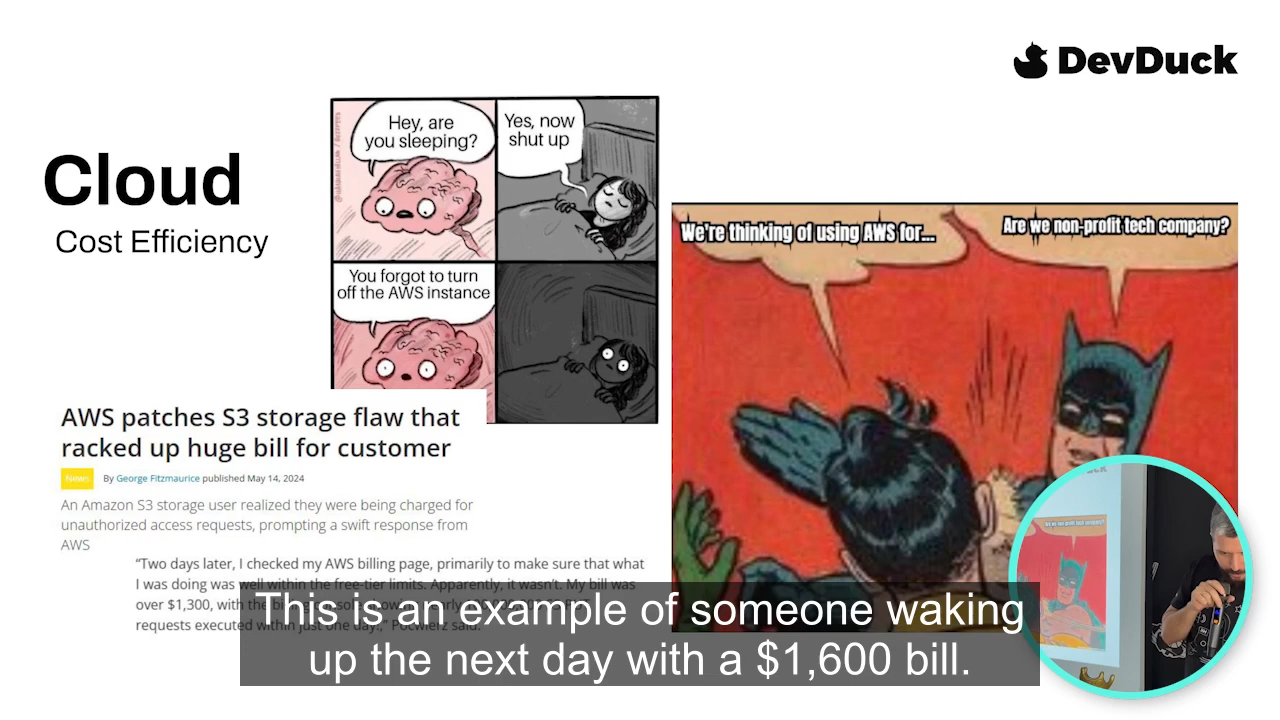 DevDuck
Cloud
Cost Efficiency
Hey, are
you sleeping?
Yes, now
shut up
You forgot to turn
off the AWS instance
We're thinking of using AWS for...
Are we non-profit tech company?
AWS patches S3 storage flaw that
racked up huge bill for customer
News
By George Fitzmaurice published May 14, 2024
An Amazon S3 storage user realized they were being charged for
unauthorized access requests, prompting a swift response from
AWS
“Two days later, I checked my AWS billing page, primarily to make sure that what
I was doing was well within the free-tier limits. Apparently, it wasn't. My bill was
over $1,300, with the
requests executed within just one day,” Pocwierz said.
This is an example of someone waking
up the next day with a $1,600 bill.